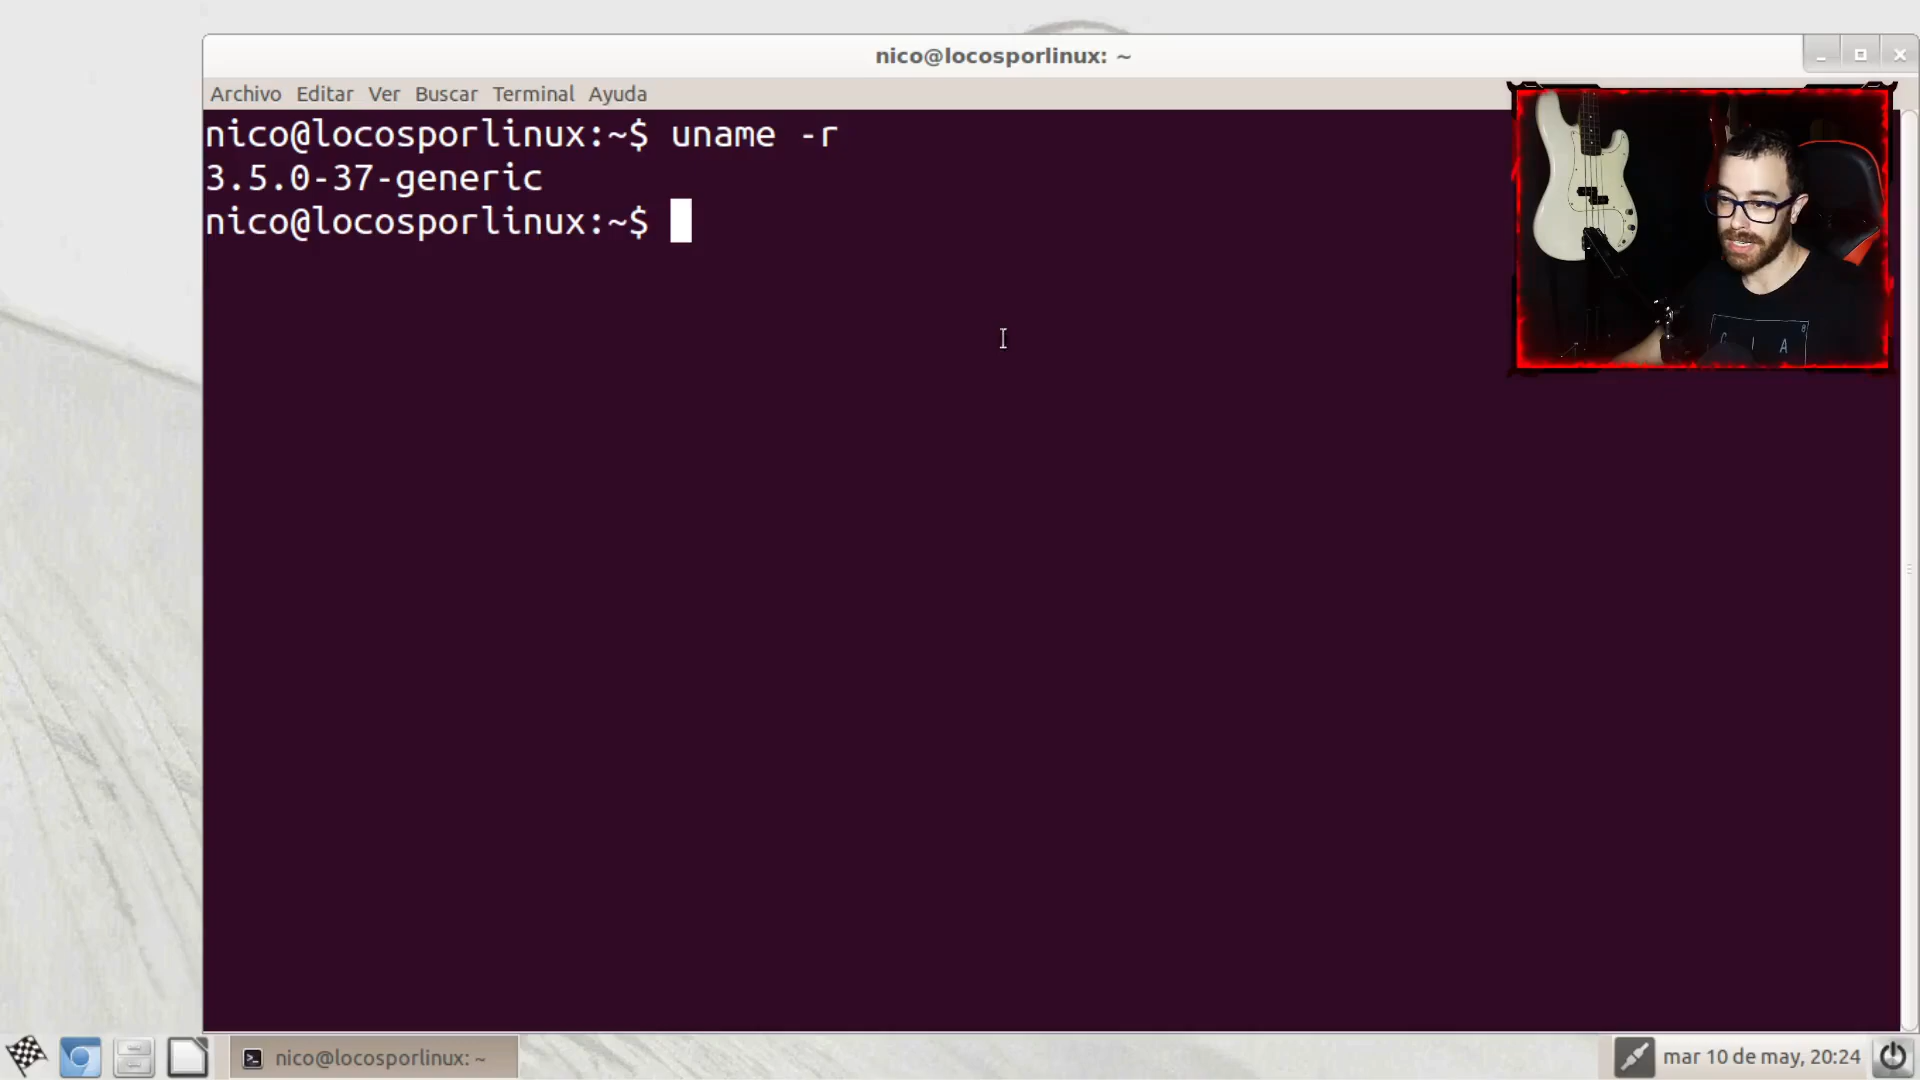 nico@locosporlinux: ~
Archivo Editar Ver Buscar Terminal Ayuda
nico@locosporlinux:~$ uname -r
3.5.0-37-generic
nico@locosporlinux:~$
G I A
nico@locosporlinux: ~
mar 10 de may, 20:24